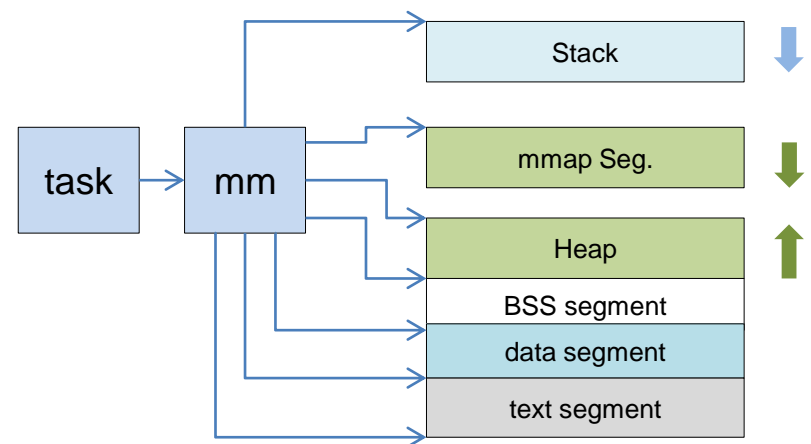 Stack
mmap Seg.
task
mm
Heap
BSS segment
data segment
text segment